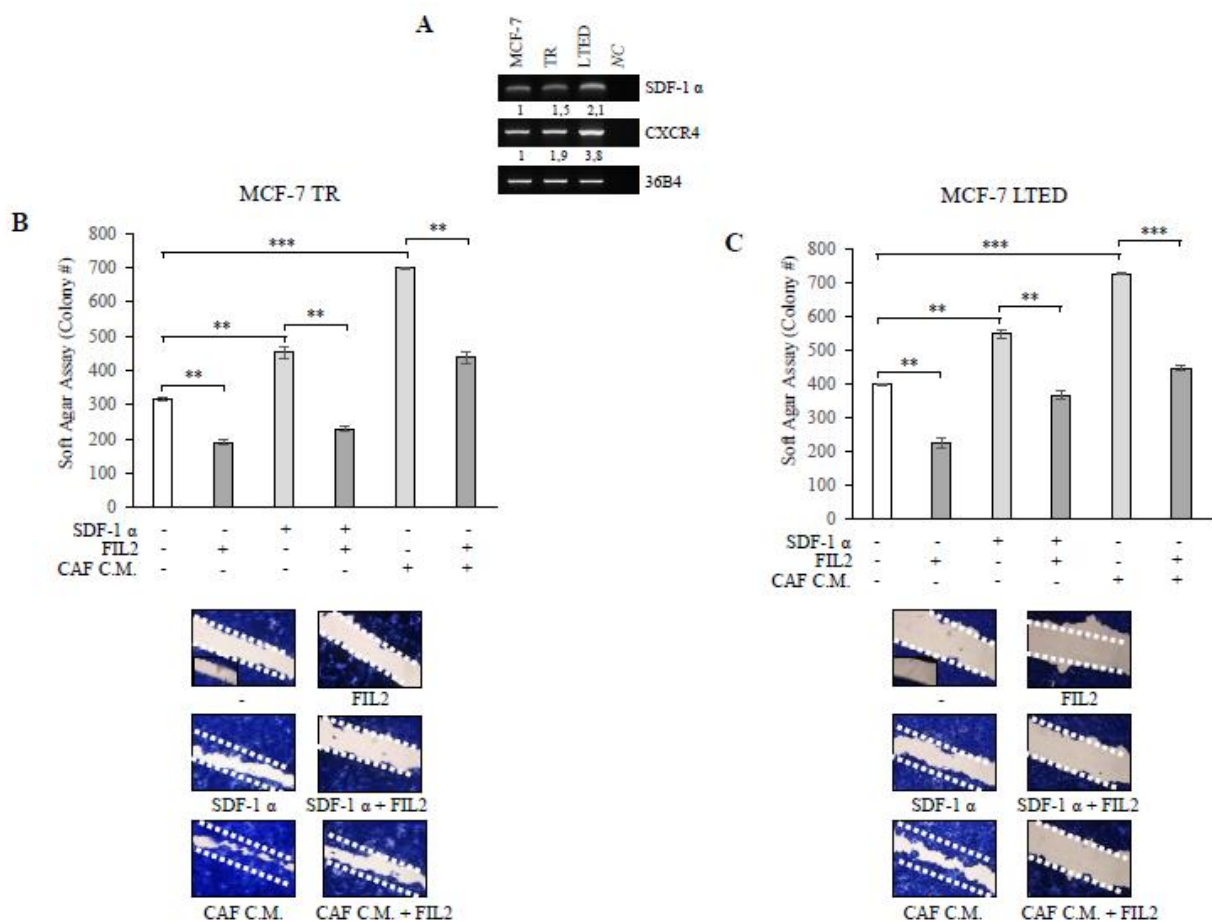 A
MCF-7 TR LTED NC
SDF-1 α
1 1,5 2,1
CXCR4
1 1,9 3,8
36B4
MCF-7 TR
B
Soft Agar Assay (Colony #)
800
700
600
500
400
300
200
100
0
*** **
** **
**
SDF-1 α - - + + - -
FIL2 - + - + - +
CAF C.M. - - - - + +
- FIL2
SDF-1 α SDF-1 α + FIL2
CAF C.M. CAF C.M. + FIL2
MCF-7 LTED
C
Soft Agar Assay (Colony #)
800
700
600
500
400
300
200
100
0
*** ***
** **
**
SDF-1 α - - + + - -
FIL2 - + - + - +
CAF C.M. - - - - + +
- FIL2
SDF-1 α SDF-1 α + FIL2
CAF C.M. CAF C.M. + FIL2